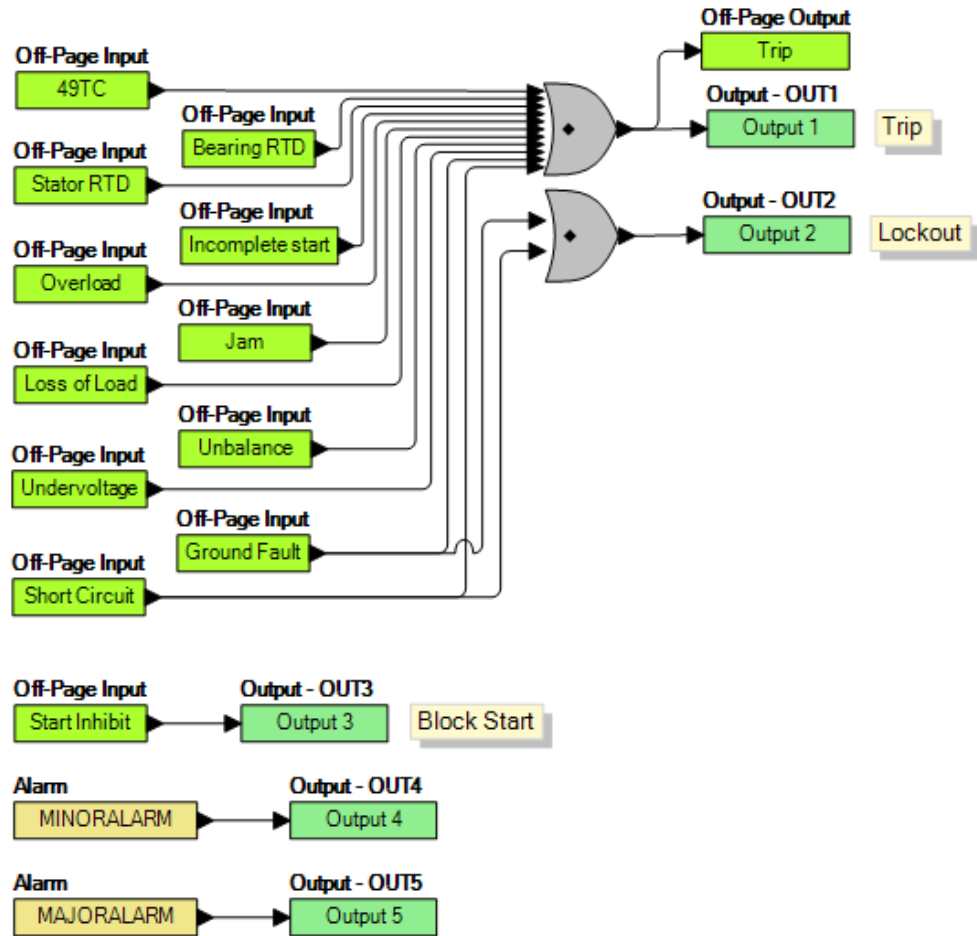 Off-Page Output
Trip
Off-Page Input
49TC
Output - OUT1
Output 1
Trip
Off-Page Input
Bearing RTD
Off-Page Input
Stator RTD
Output - OUT2
Output 2
Lockout
Off-Page Input
Incomplete start
Off-Page Input
Overload
Off-Page Input
Jam
Off-Page Input
Loss of Load
Off-Page Input
Unbalance
Off-Page Input
Undervoltage
Off-Page Input
Ground Fault
Off-Page Input
Short Circuit
Off-Page Input
Start Inhibit
Output - OUT3
Output 3
Block Start
Alarm
MINORALARM
Output - OUT4
Output 4
Alarm
MAJORALARM
Output - OUT5
Output 5